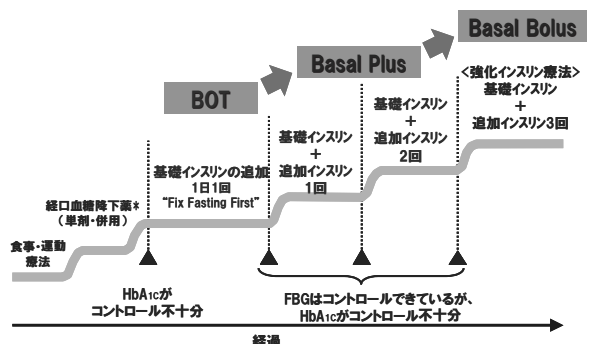 Basal Bolus
Basal Plus
BOT
<強化インスリン療法>
基礎インスリン
+
追加インスリン3回
基礎インスリン
+
追加インスリン
2回
基礎インスリン
+
追加インスリン
1回
基礎インスリンの追加
1日1回
“Fix Fasting First”
経口血糖降下薬*
(単剤・併用)
食事・運動
療法
HbA1Cが
コントロール不十分
FBGはコントロールできているが、
HbA1Cがコントロール不十分
経過